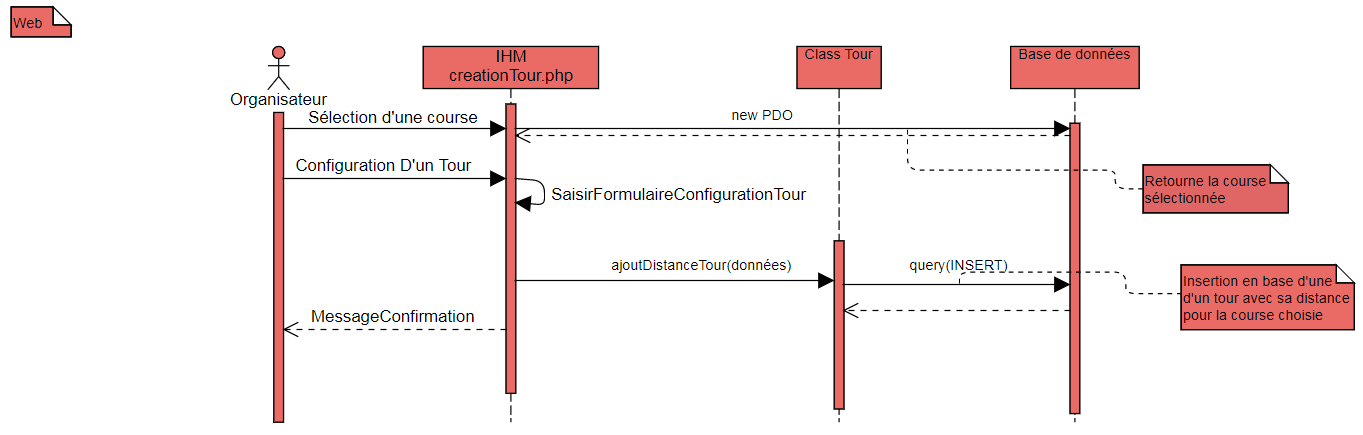 Web
IHM
creationTour.php
Class Tour
Base de données
Organisateur
Sélection d'une course
new PDO
Configuration D'un Tour
Retourne la course
sélectionnée
SaisirFormulaireConfigurationTour
ajoutDistanceTour(données)
query(INSERT)
Insertion en base d'une
d'un tour avec sa distance
pour la course choisie
MessageConfirmation